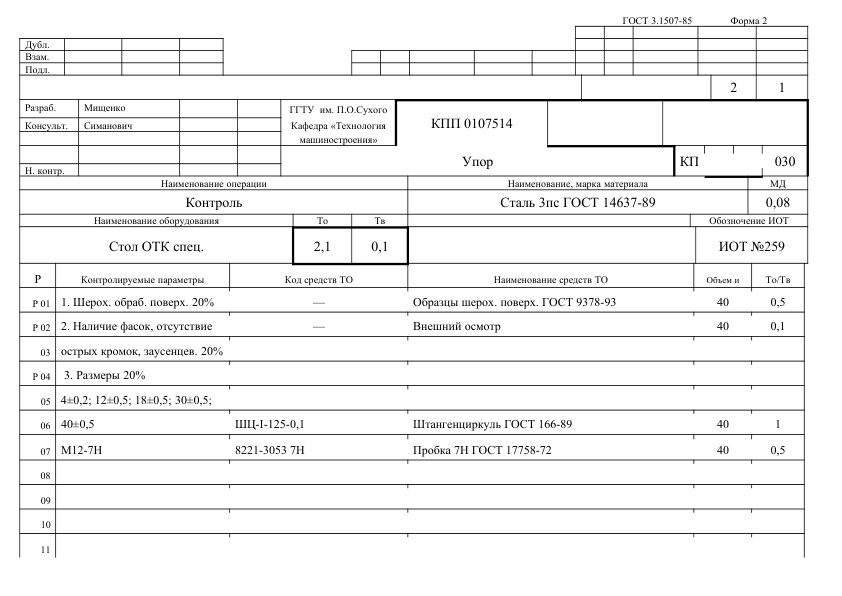 ГОСТ 3.1507-85 Форма 2
Дубл.
Взам.
Подл.
2 1
Разраб. Мищенко ГГТУ им. П.О.Сухого
Консульт. Симанович Кафедра «Технология машиностроения» КПП 0107514
Упор КП 030
Н. контр.
Наименование операции Наименование, марка материала МД
Контроль Сталь 3пс ГОСТ 14637-89 0,08
Наименование оборудования То Тв Обозначение ИОТ
Стол ОТК спец. 2,1 0,1 ИОТ №259
Р Контролируемые параметры Код средств ТО Наименование средств ТО Объем и То/Тв
Р 01 1. Шерох. обраб. поверх. 20% — Образцы шерох. поверх. ГОСТ 9378-93 40 0,5
Р 02 2. Наличие фасок, отсутствие — Внешний осмотр 40 0,1
03 острых кромок, заусенцев. 20%
Р 04 3. Размеры 20%
05 4±0,2; 12±0,5; 18±0,5; 30±0,5;
06 40±0,5 ШЦ-I-125-0,1 Штангенциркуль ГОСТ 166-89 40 1
07 М12-7Н 8221-3053 7Н Пробка 7Н ГОСТ 17758-72 40 0,5
08
09
10
11